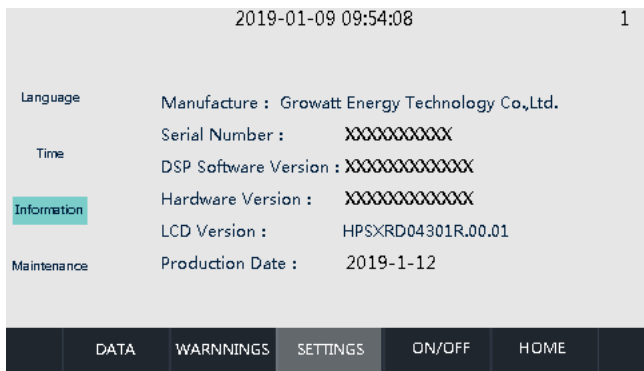 2019-01-09 09:54:08 1
Language
Time
Information
Maintenance
Manufacture : Growatt Energy Technology Co.,Ltd.
Serial Number : XXXXXXXXXX
DSP Software Version : XXXXXXXXXXXX
Hardware Version : XXXXXXXXXXXX
LCD Version : HPSXRD04301R.00.01
Production Date : 2019-1-12
DATA WARNNINGS SETTINGS ON/OFF HOME